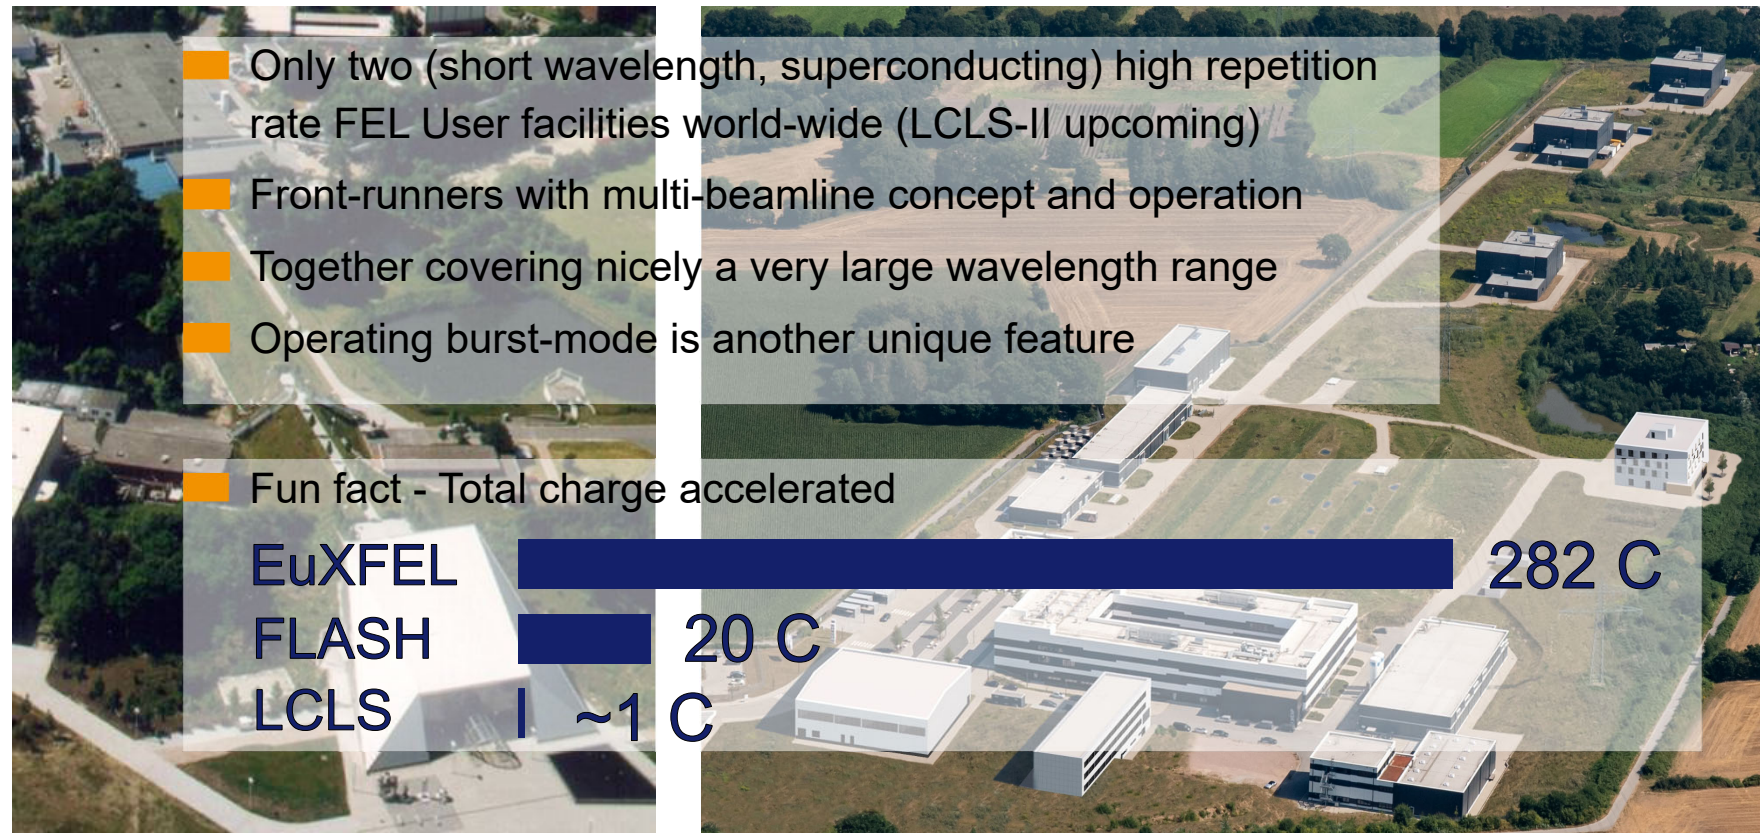 Only two (short wavelength, superconducting) high repetition
rate FEL User facilities world-wide (LCLS-II upcoming)
Front-runners with multi-beamline concept and operation
Together covering nicely a very large wavelength range
Operating burst-mode is another unique feature
Fun fact - Total charge accelerated
EuXFEL 282 C
FLASH 20 C
LCLS ~1 C